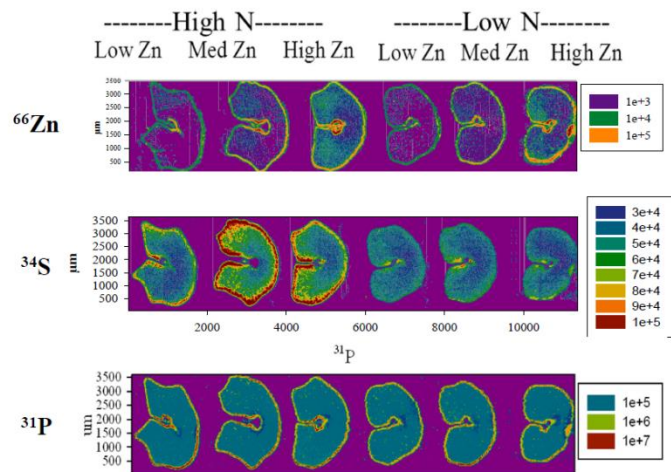 --------High N-------- --------Low N-------
Low Zn Med Zn High Zn Low Zn Med Zn High Zn
66Zn
µm
3500
3000
2500
2000
1500
1000
500
1e+3
1e+4
1e+5
34S
µm
3500
3000
2500
2000
1500
1000
500
2000 4000 6000 8000 10000
3e+4
4e+4
5e+4
6e+4
7e+4
8e+4
9e+4
1e+5
31P
31P
um
3500
3000
2500
2000
1500
1000
500
1e+5
1e+6
1e+7